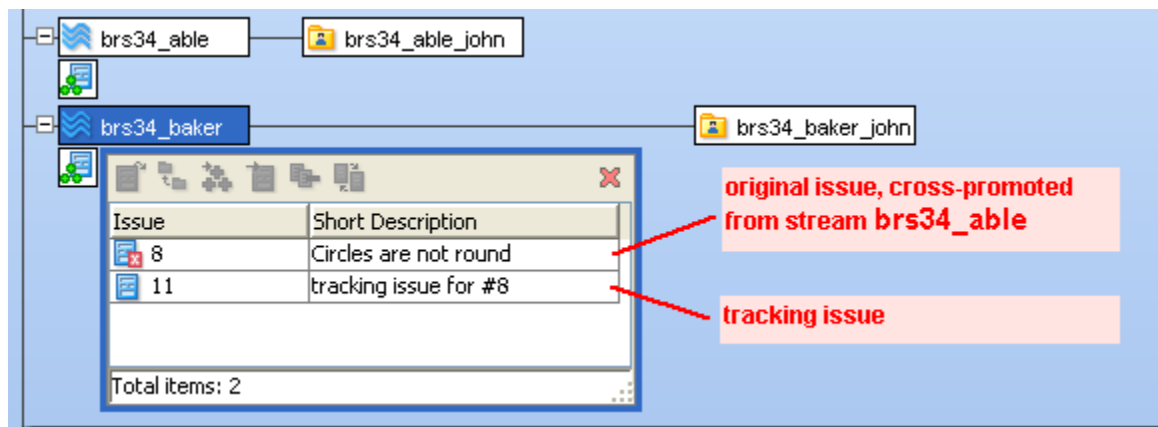 brs34_able
brs34_able_john
brs34_baker
brs34_baker_john
Issue Short Description
8 Circles are not round
11 tracking issue for #8
Total items: 2
original issue, cross-promoted
from stream brs34_able
tracking issue